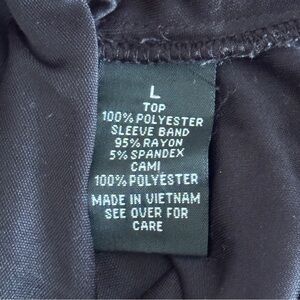 L
TOP
100% POLYESTER
SLEEVE BAND
95% RAYON
5% SPANDEX
CAMI
100% POLYESTER
MADE IN VIETNAM
SEE OVER FOR
CARE